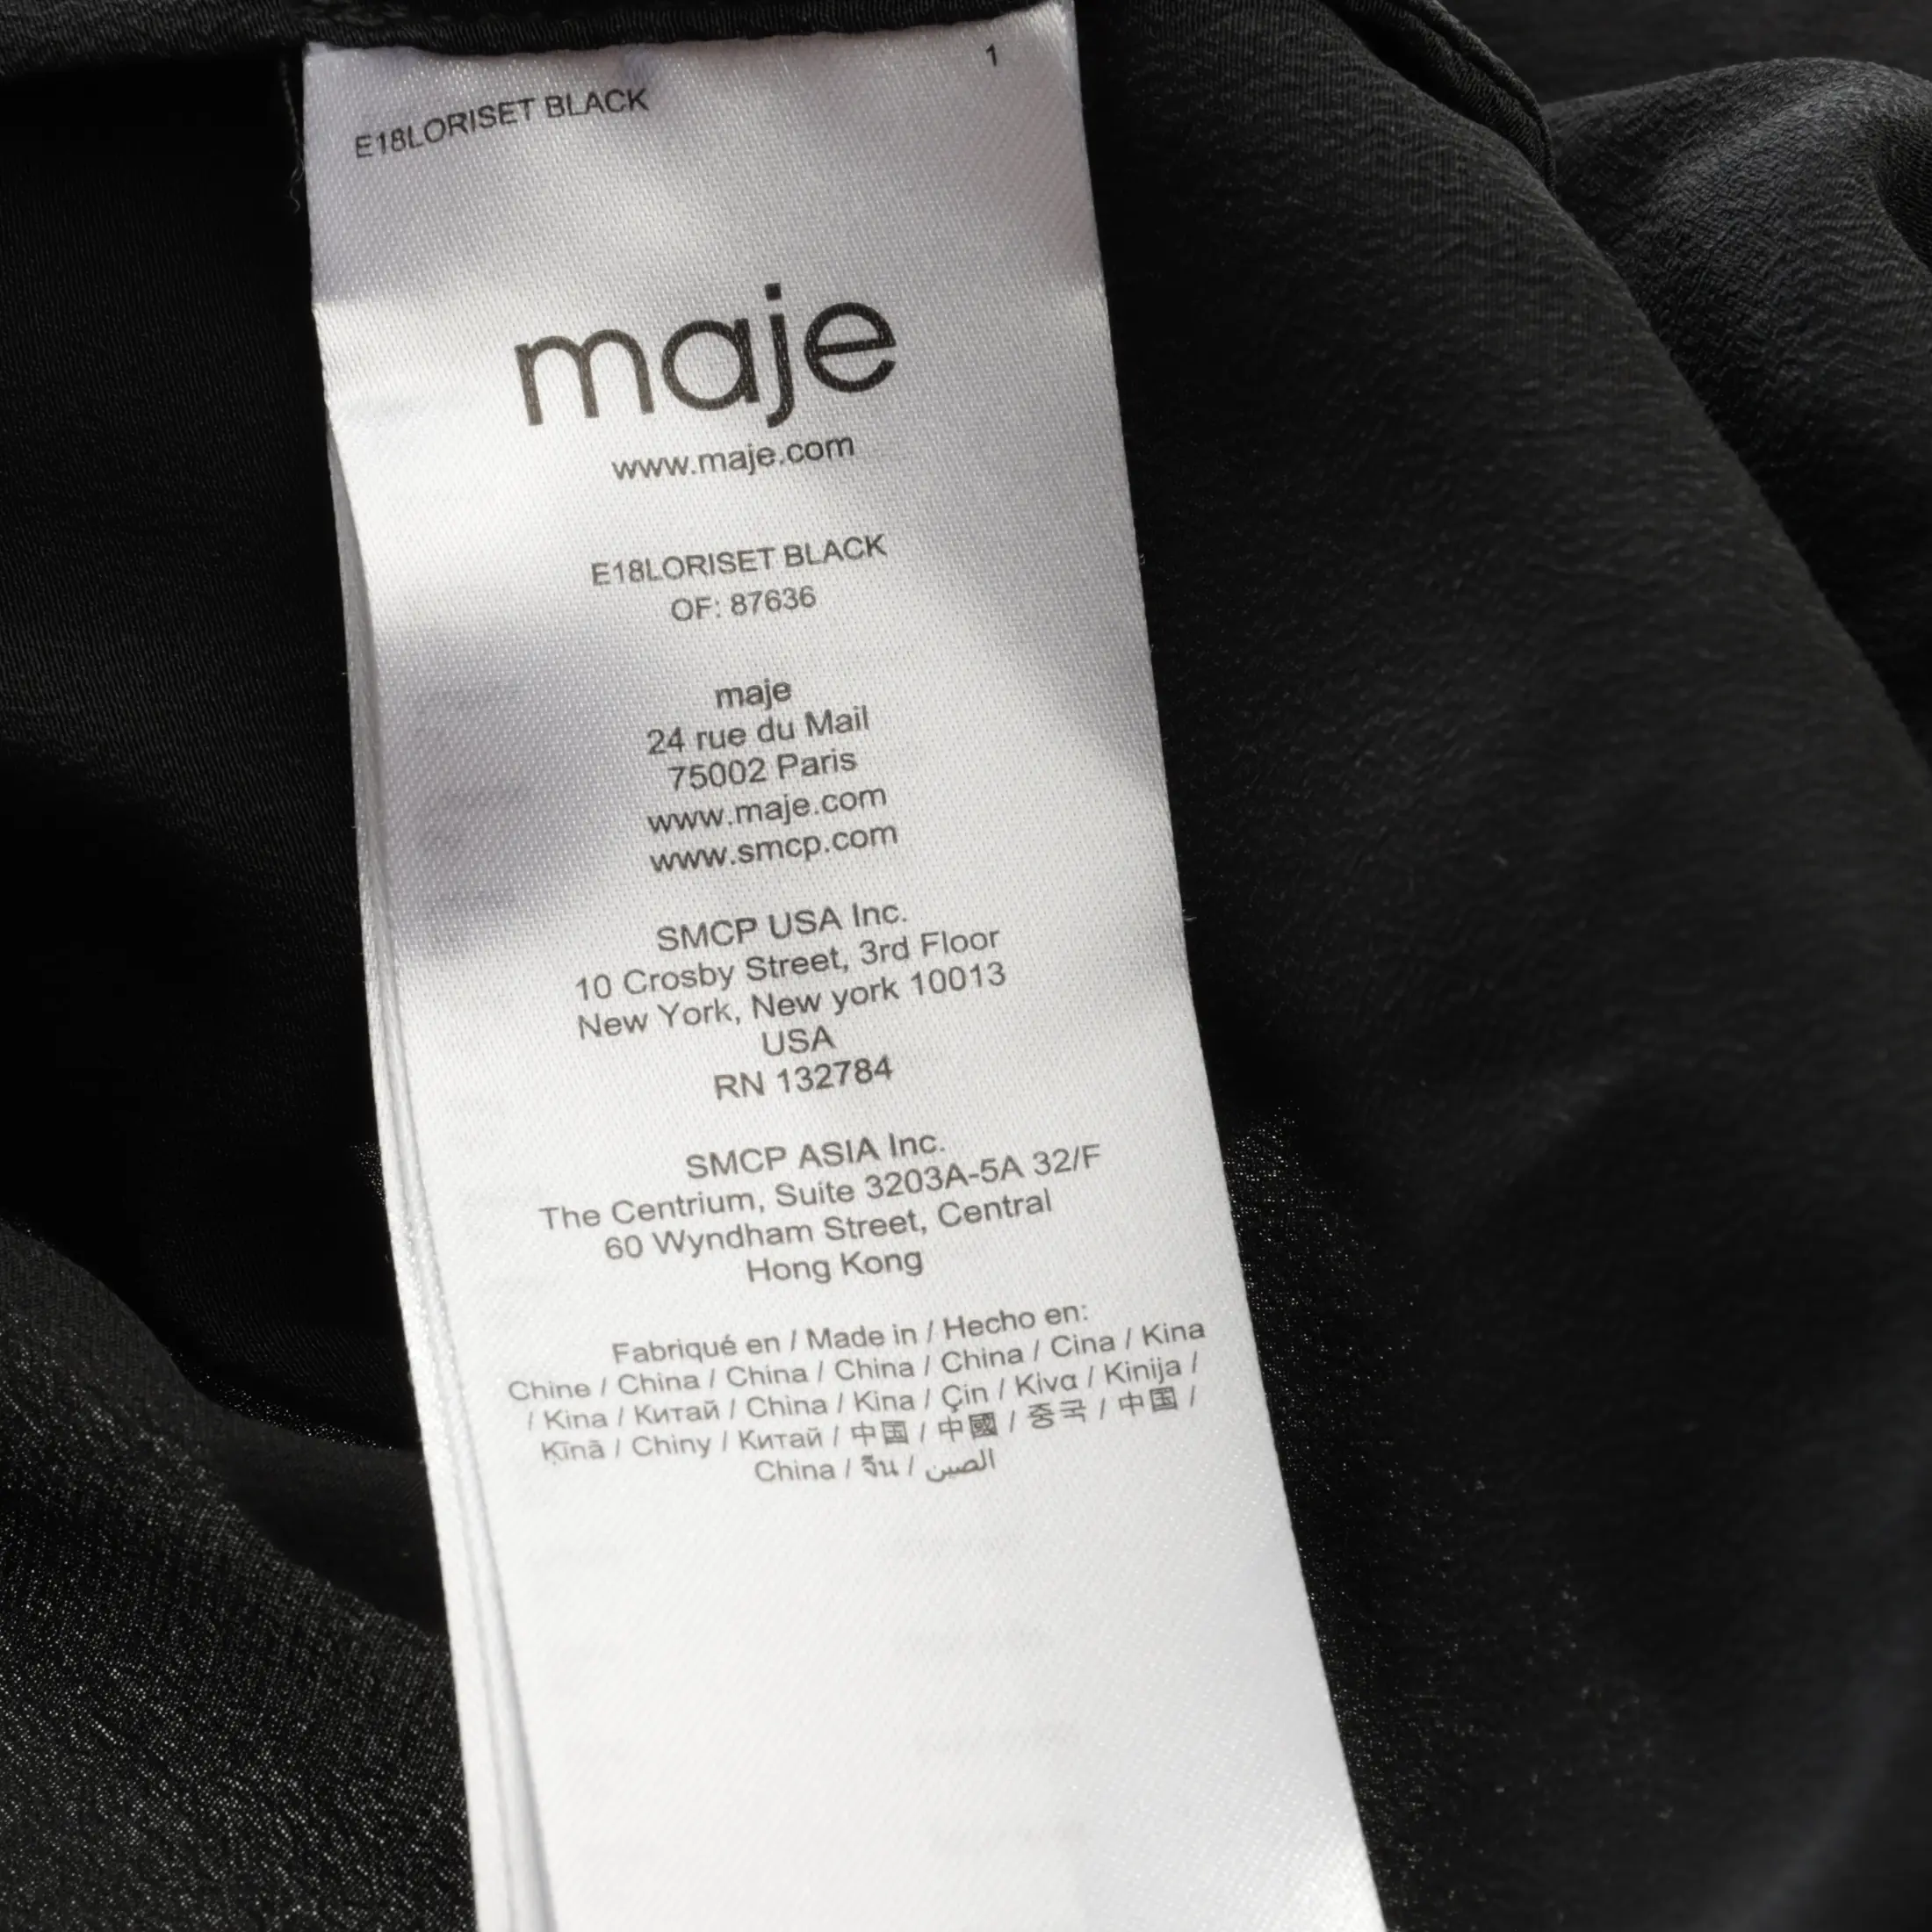 1
E18LORISET BLACK
maje
www.maje.com
E18LORISET BLACK
OF: 87636
maje
24 rue du Mail
75002 Paris
www.maje.com
www.smcp.com
SMCP USA Inc.
10 Crosby Street, 3rd Floor
New York, New york 10013
USA
RN 132784
SMCP ASIA Inc.
The Centrium, Suite 3203A-5A 32/F
60 Wyndham Street, Central
Hong Kong
Fabriqué en / Made in / Hecho en:
Chine / China / China / China / China / Cina / Kina
/ Kina / Китай / China / Kina / Çin / Kίνα / Kinija /
Ķīnā / Chiny / Китай / 中国 / 中國 / 중국 / 中国 /
China / จีน / الصين